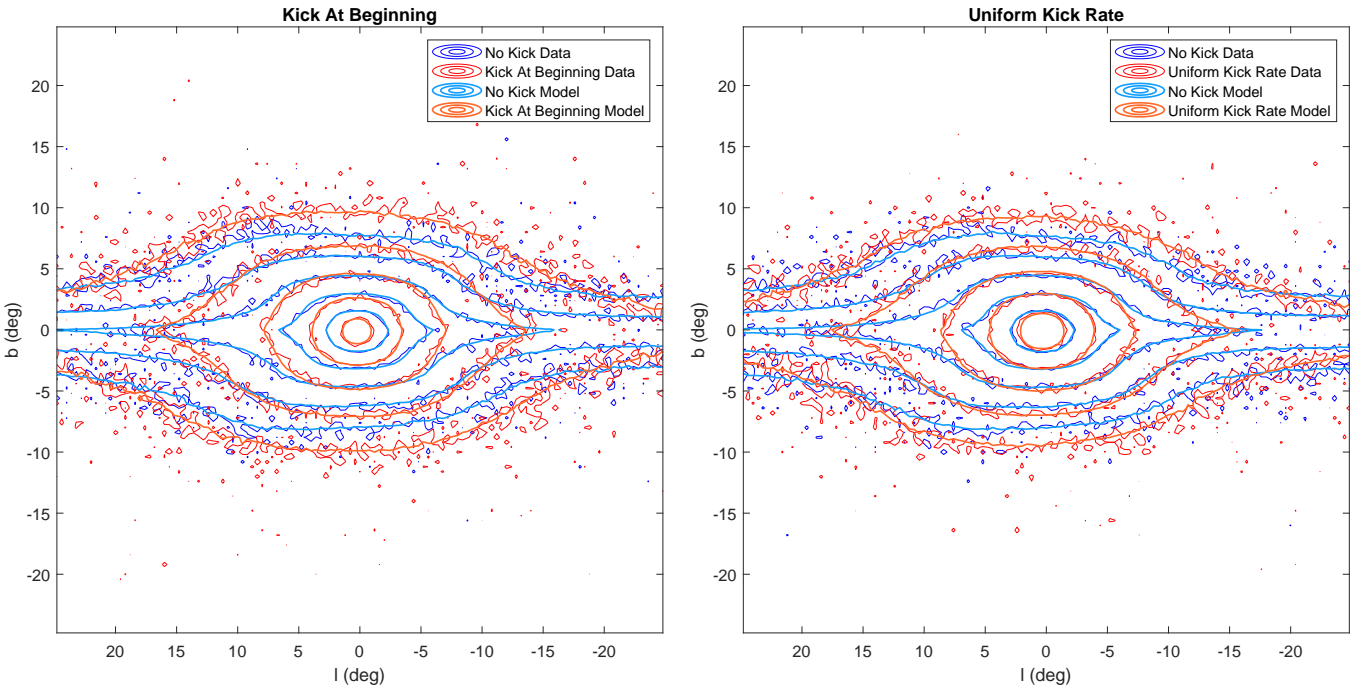 Kick At Beginning
No Kick Data
Kick At Beginning Data
No Kick Model
Kick At Beginning Model
20
15
10
5
0
-5
-10
-15
-20
b (deg)
20 15 10 5 0 -5 -10 -15 -20
l (deg)
Uniform Kick Rate
No Kick Data
Uniform Kick Rate Data
No Kick Model
Uniform Kick Rate Model
20
15
10
5
0
-5
-10
-15
-20
b (deg)
20 15 10 5 0 -5 -10 -15 -20
l (deg)